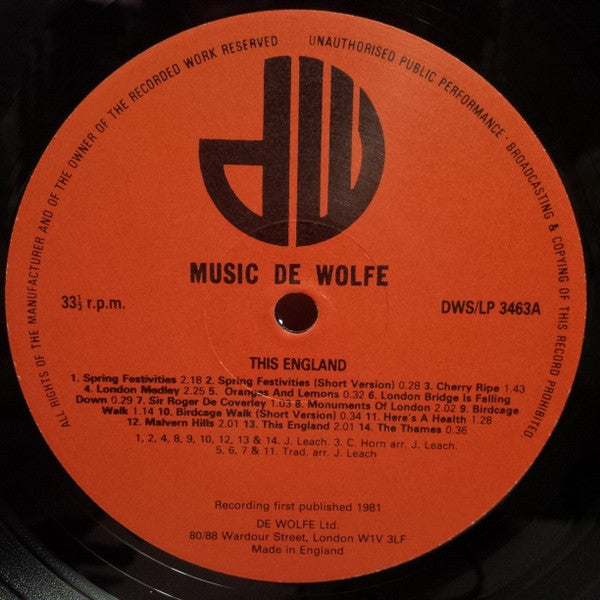 ALL RIGHTS OF THE MANUFACTURER AND OF THE OWNER OF THE RECORDED WORK RESERVED
UNAUTHORISED PUBLIC PERFORMANCE · BROADCASTING & COPYING OF THIS RECORD PROHIBITED
dW
MUSIC DE WOLFE
33⅓ r.p.m.
DWS/LP 3463A
THIS ENGLAND
1. Spring Festivities 2.18 2. Spring Festivities (Short Version) 0.28 3. Cherry Ripe 1.43
4. London Medley 2.25 5. Oranges And Lemons 0.32 6. London Bridge Is Falling
Down 0.29 7. Sir Roger De Coverley 1.03 8. Monuments Of London 2.02 9. Birdcage
Walk 1.14 10. Birdcage Walk (Short Version) 0.34 11. Here's A Health 1.28
12. Malvern Hills 2.01 13. This England 2.01 14. The Thames 0.36
1, 2, 4, 8, 9, 10, 12, 13 & 14. J. Leach. 3. C. Horn arr. J. Leach.
5, 6, 7 & 11. Trad. arr. J. Leach
Recording first published 1981
DE WOLFE Ltd.
80/88 Wardour Street, London W1V 3LF
Made in England